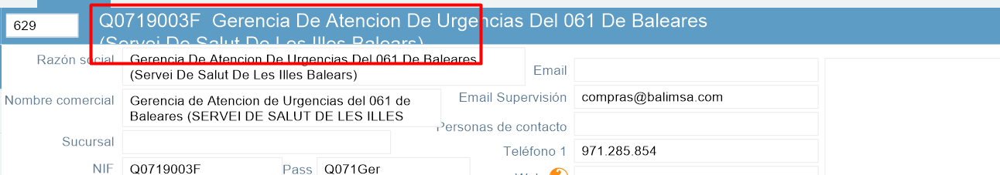 629
Q0719003F Gerencia De Atencion De Urgencias Del 061 De Baleares
(Servei De Salut De Les Illes Balears)
Razón social
Gerencia De Atencion De Urgencias Del 061 De Baleares
(Servei De Salut De Les Illes Balears)
Email
Nombre comercial
Gerencia de Atencion de Urgencias del 061 de
Baleares (SERVEI DE SALUT DE LES ILLES
Email Supervisión
compras@balimsa.com
Personas de contacto
Sucursal
Teléfono 1
971.285.854
NIF
Q0719003F
Pass
Q071Ger